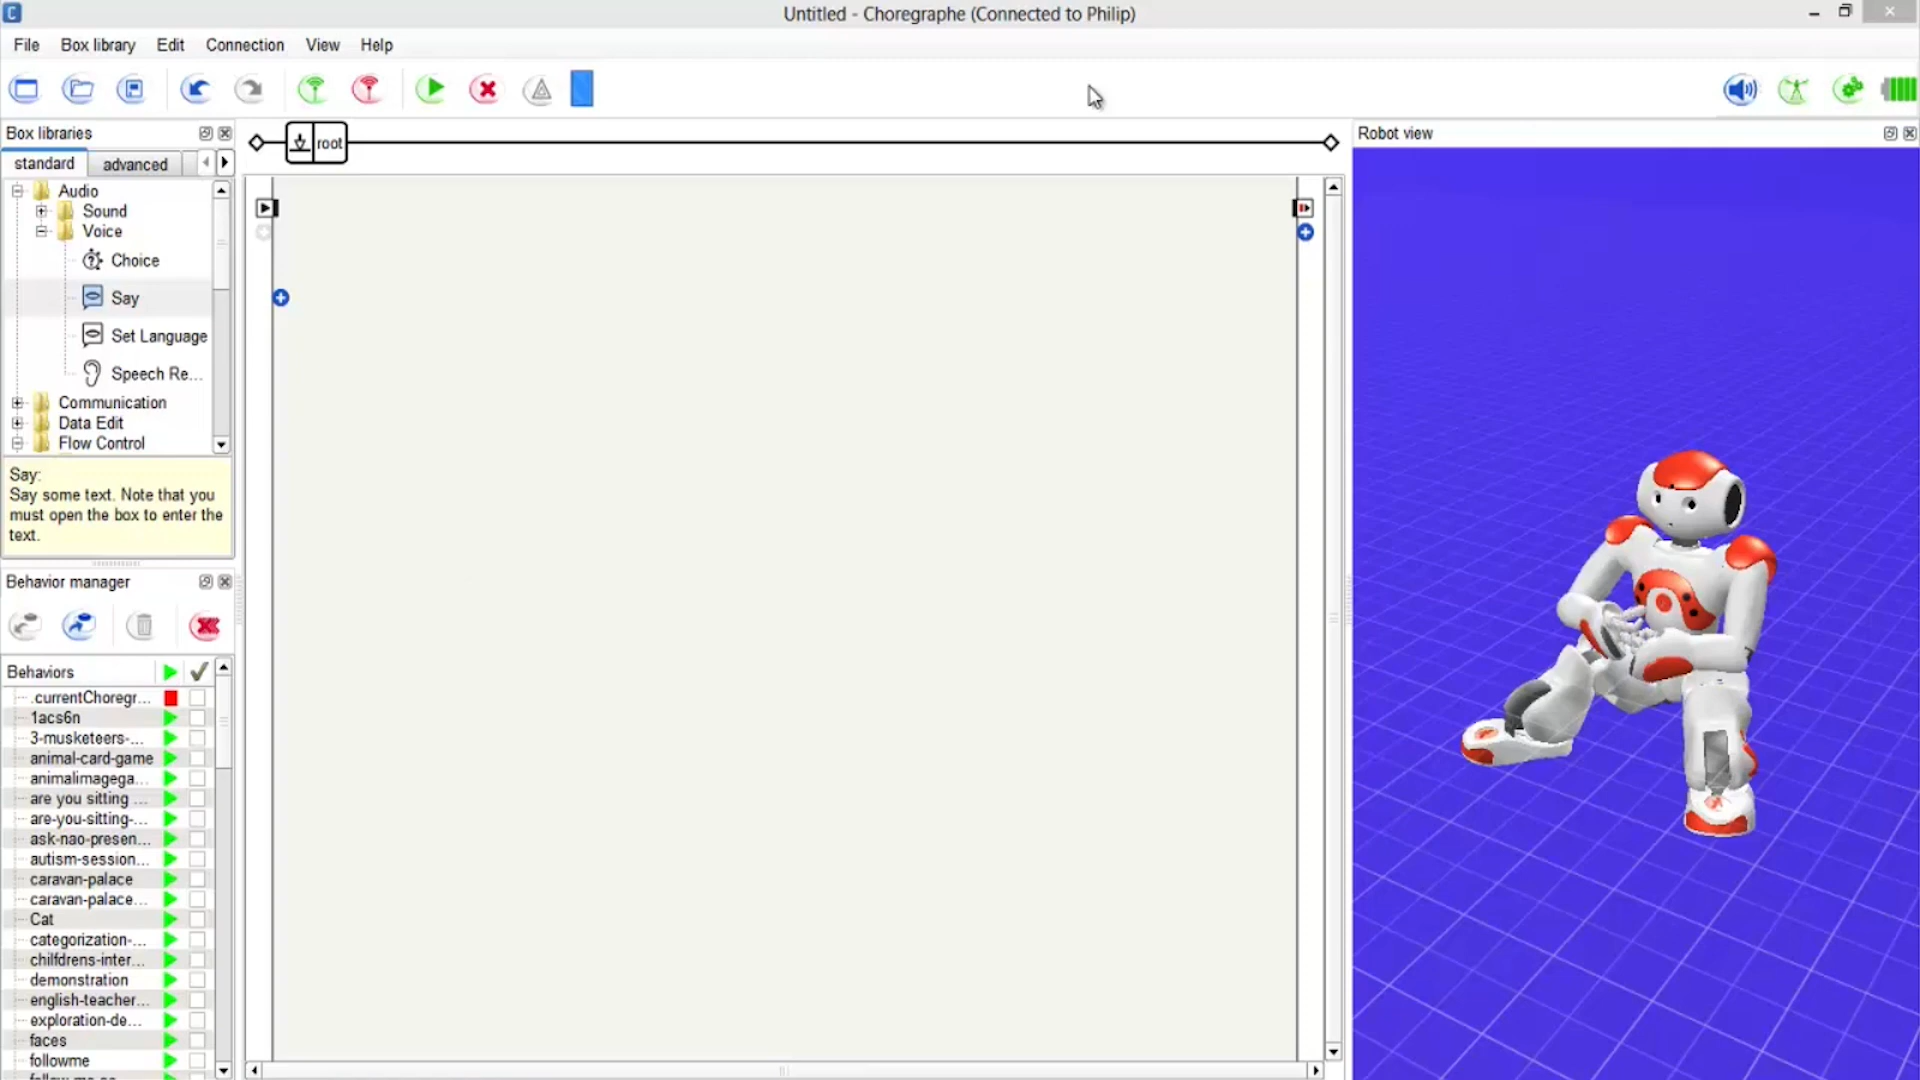 Untitled - Choregraphe (Connected to Philip)
File Box library Edit Connection View Help
Box libraries
standard advanced
Audio
Sound
Voice
Choice
Say
Set Language
Speech Re...
Communication
Data Edit
Flow Control
Say:
Say some text. Note that you
must open the box to enter the
text.
Behavior manager
Behaviors
.currentChoregr...
1acs6n
3-musketeers-...
animal-card-game
animalimagega...
are you sitting ...
are-you-sitting-...
ask-nao-presen...
autism-session...
caravan-palace
caravan-palace...
Cat
categorization-...
chilfdrens-inter...
demonstration
english-teacher...
exploration-de...
faces
followme
root
Robot view